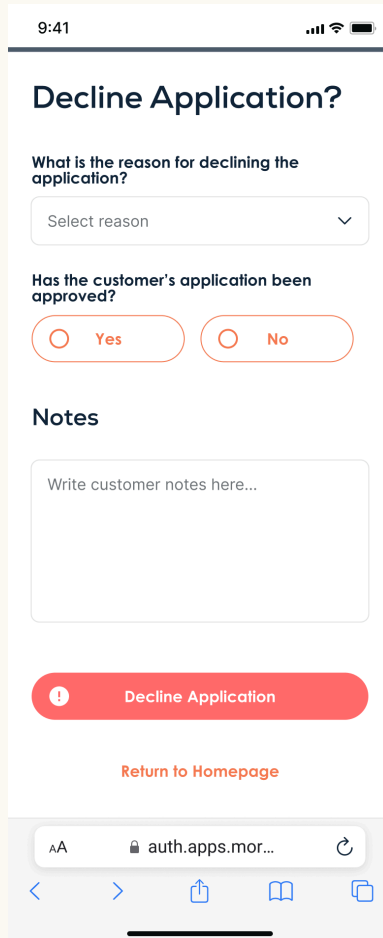 9:41
Decline Application?
What is the reason for declining the
application?
Select reason
Has the customer's application been
approved?
Yes
No
Notes
Write customer notes here...
Decline Application
Return to Homepage
AA
auth.apps.mor...